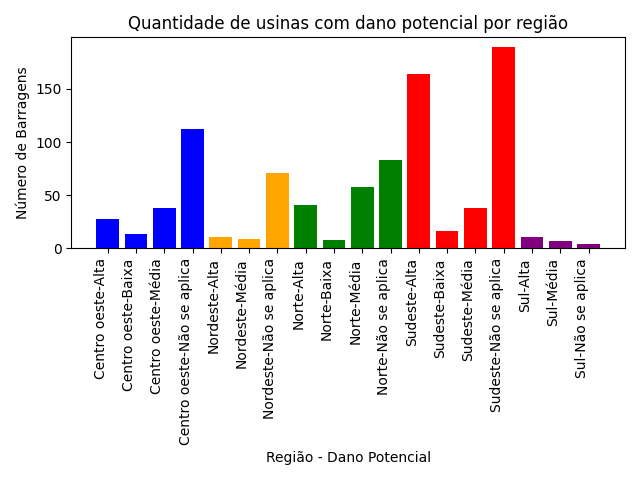 Quantidade de usinas com dano potencial por região
Número de Barragens
150
100
50
0
Centro oeste-Alta
Centro oeste-Baixa
Centro oeste-Média
Centro oeste-Não se aplica
Nordeste-Alta
Nordeste-Média
Nordeste-Não se aplica
Norte-Alta
Norte-Baixa
Norte-Média
Norte-Não se aplica
Sudeste-Alta
Sudeste-Baixa
Sudeste-Média
Sudeste-Não se aplica
Sul-Alta
Sul-Média
Sul-Não se aplica
Região - Dano Potencial